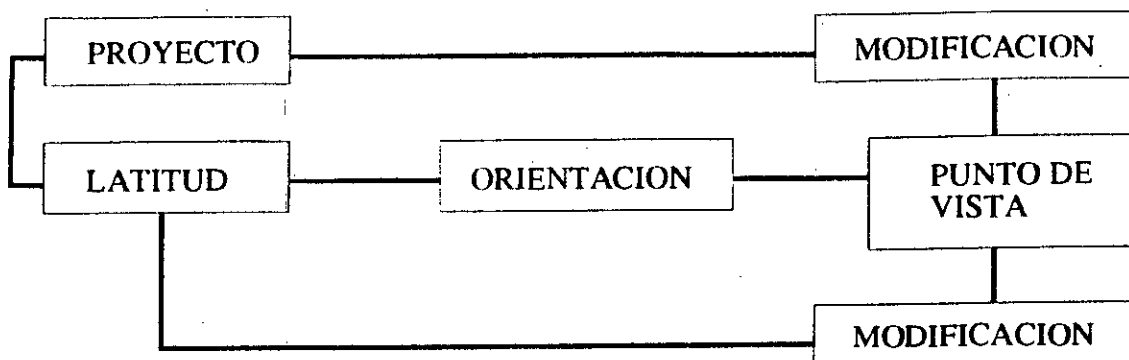 PROYECTO
MODIFICACION
LATITUD
ORIENTACION
PUNTO DE
VISTA
MODIFICACION